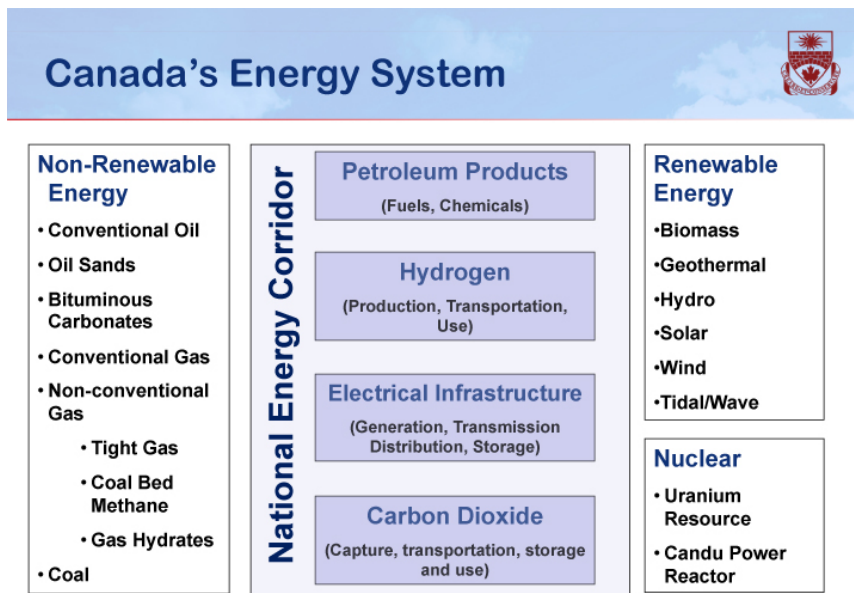 Canada's Energy System
Non-Renewable
Energy
• Conventional Oil
• Oil Sands
• Bituminous
Carbonates
• Conventional Gas
• Non-conventional
Gas
• Tight Gas
• Coal Bed
Methane
• Gas Hydrates
• Coal
National Energy Corridor
Petroleum Products
(Fuels, Chemicals)
Hydrogen
(Production, Transportation,
Use)
Electrical Infrastructure
(Generation, Transmission
Distribution, Storage)
Carbon Dioxide
(Capture, transportation, storage
and use)
Renewable
Energy
•Biomass
•Geothermal
•Hydro
•Solar
•Wind
•Tidal/Wave
Nuclear
• Uranium
Resource
• Candu Power
Reactor